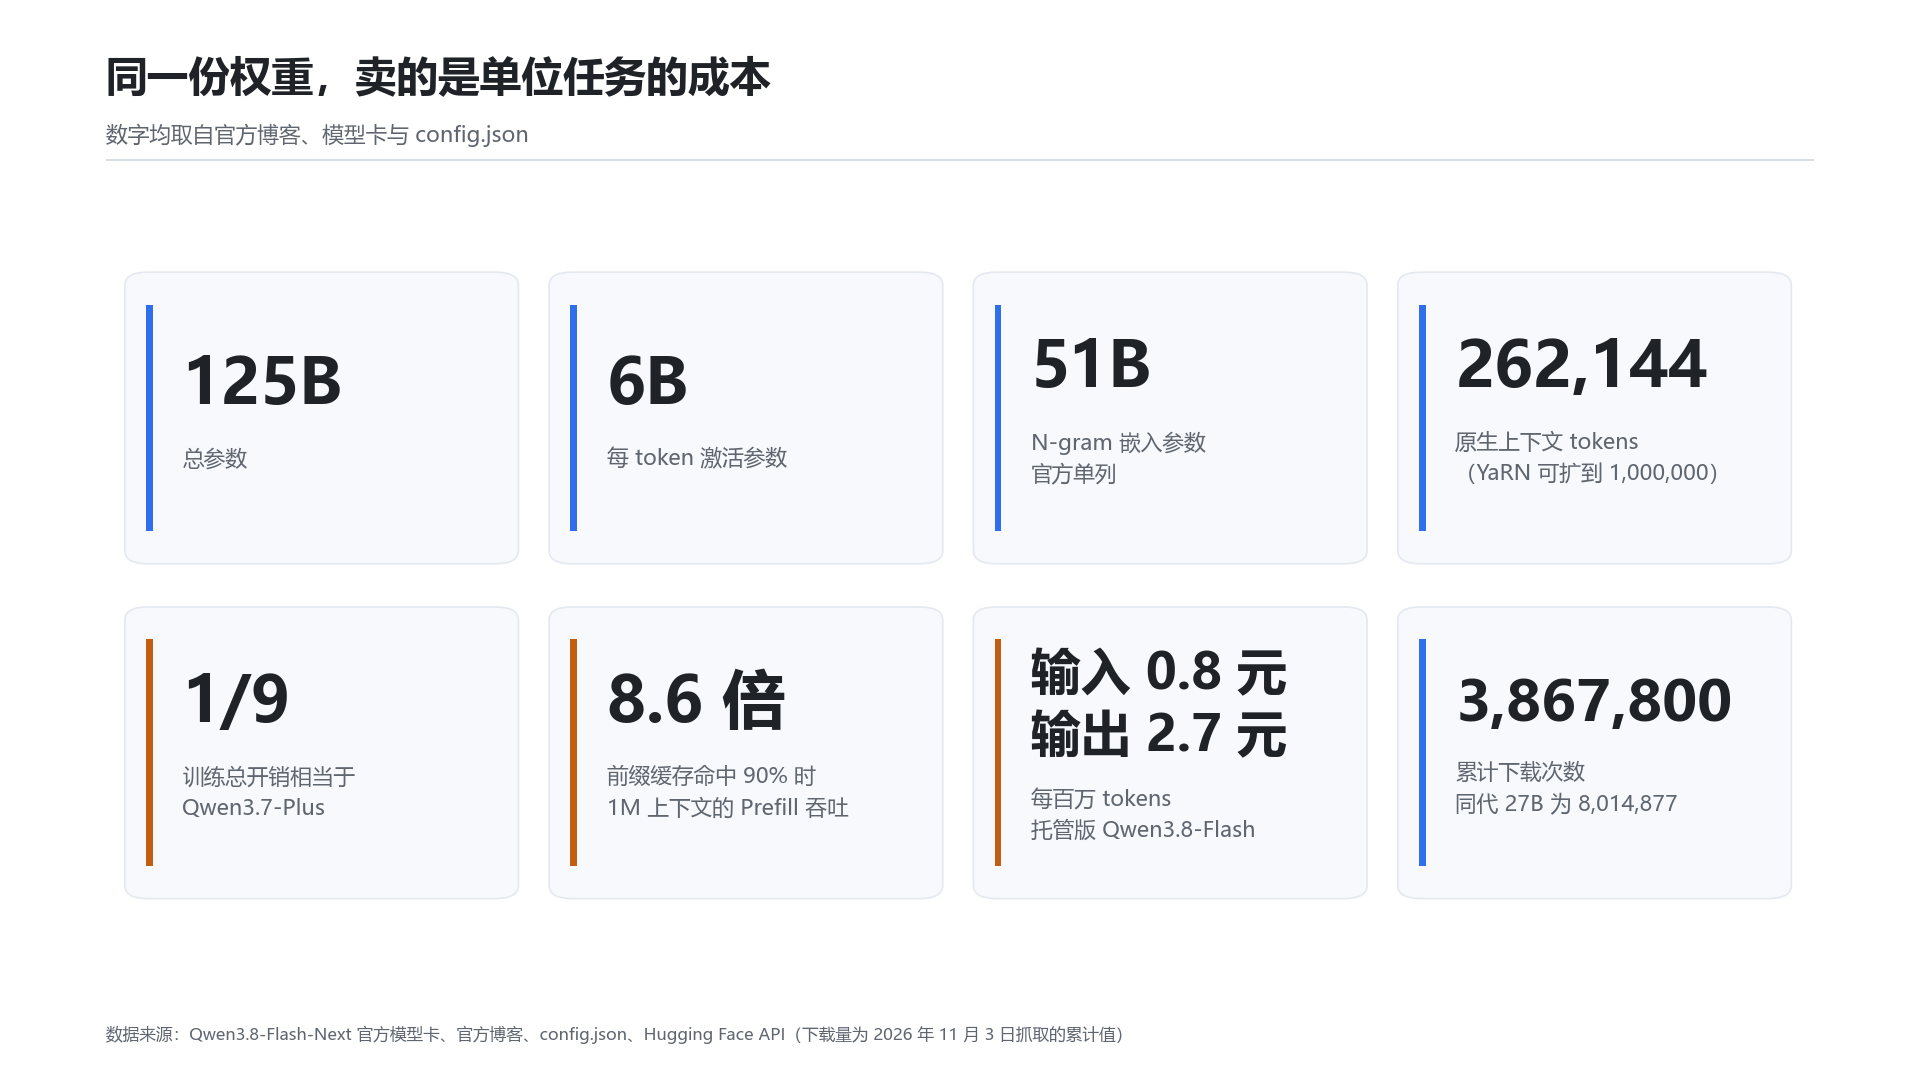 同一份权重，卖的是单位任务的成本
数字均取自官方博客、模型卡与 config.json
125B
总参数
6B
每 token 激活参数
51B
N-gram 嵌入参数
官方单列
262,144
原生上下文 tokens
（YaRN 可扩到 1,000,000）
1/9
训练总开销相当于
Qwen3.7-Plus
8.6 倍
前缀缓存命中 90% 时
1M 上下文的 Prefill 吞吐
输入 0.8 元
输出 2.7 元
每百万 tokens
托管版 Qwen3.8-Flash
3,867,800
累计下载次数
同代 27B 为 8,014,877
数据来源：Qwen3.8-Flash-Next 官方模型卡、官方博客、config.json、Hugging Face API（下载量为 2026 年 11 月 3 日抓取的累计值）